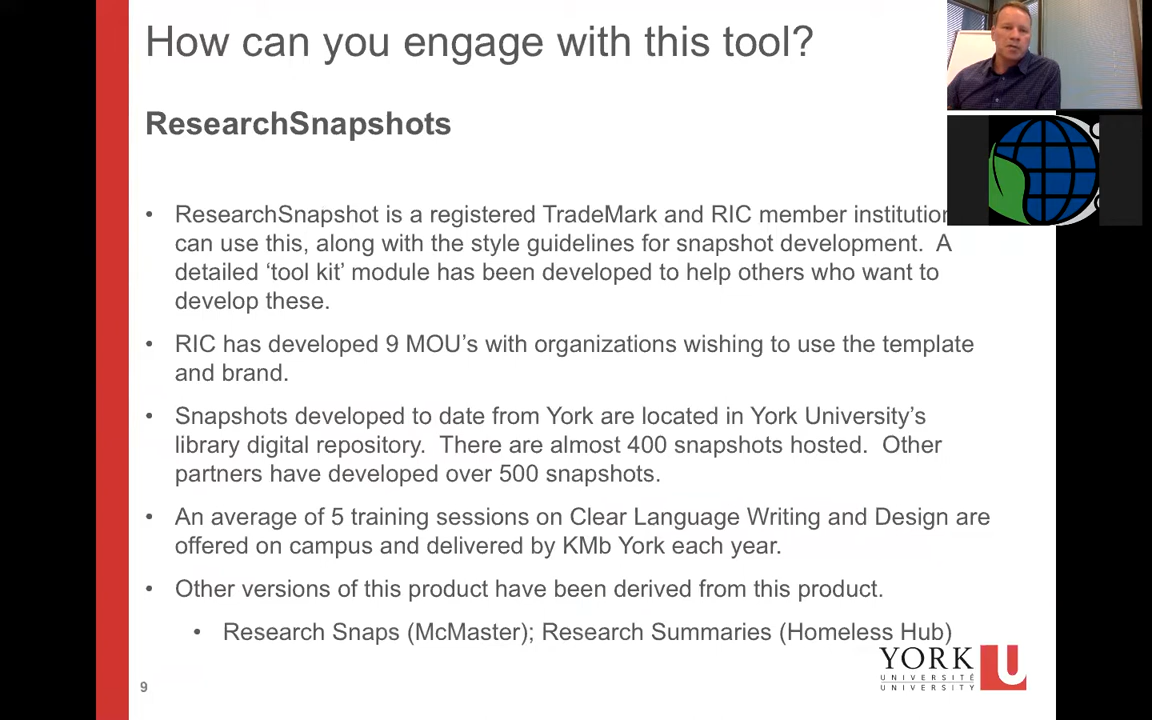 How can you engage with this tool?
ResearchSnapshots
• ResearchSnapshot is a registered TradeMark and RIC member institution
can use this, along with the style guidelines for snapshot development.  A
detailed ‘tool kit’ module has been developed to help others who want to
develop these.
• RIC has developed 9 MOU’s with organizations wishing to use the template
and brand.
• Snapshots developed to date from York are located in York University’s
library digital repository.  There are almost 400 snapshots hosted.  Other
partners have developed over 500 snapshots.
• An average of 5 training sessions on Clear Language Writing and Design are
offered on campus and delivered by KMb York each year.
• Other versions of this product have been derived from this product.
• Research Snaps (McMaster); Research Summaries (Homeless Hub)
YORK U
UNIVERSITÉ
UNIVERSITY
9